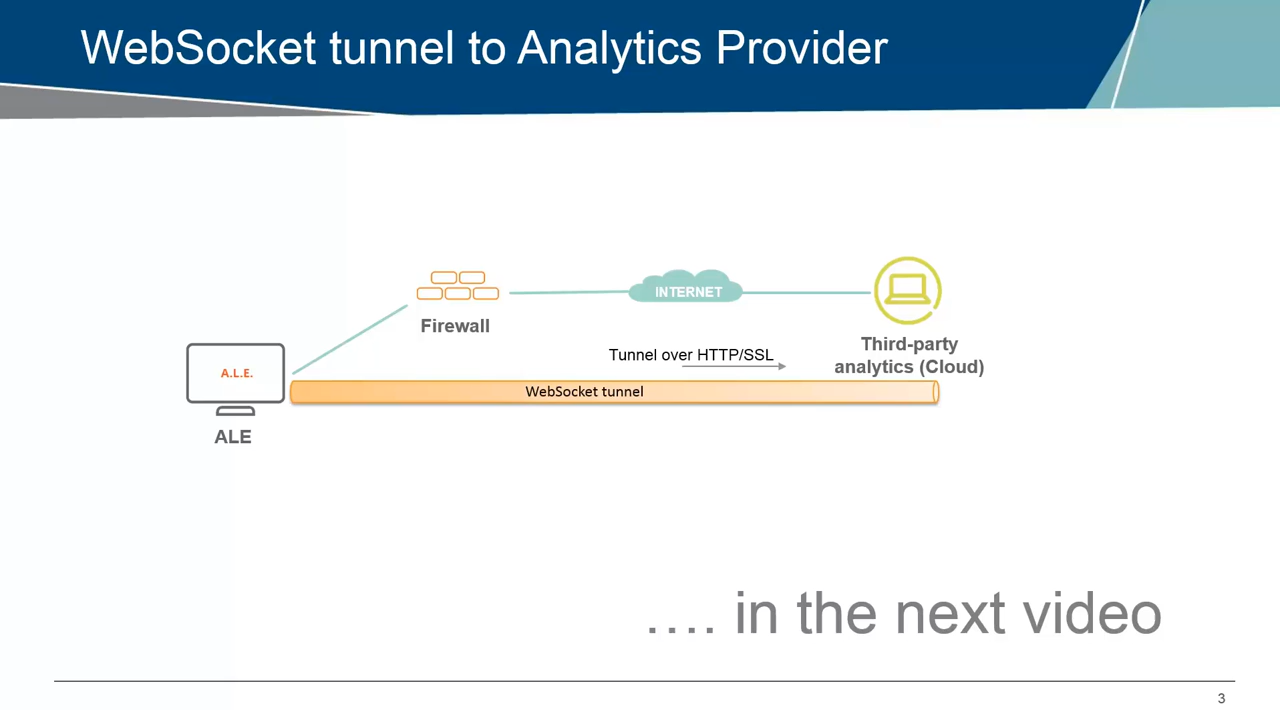 WebSocket tunnel to Analytics Provider
INTERNET
Firewall
Third-party
analytics (Cloud)
Tunnel over HTTP/SSL
A.L.E.
WebSocket tunnel
ALE
…. in the next video
3